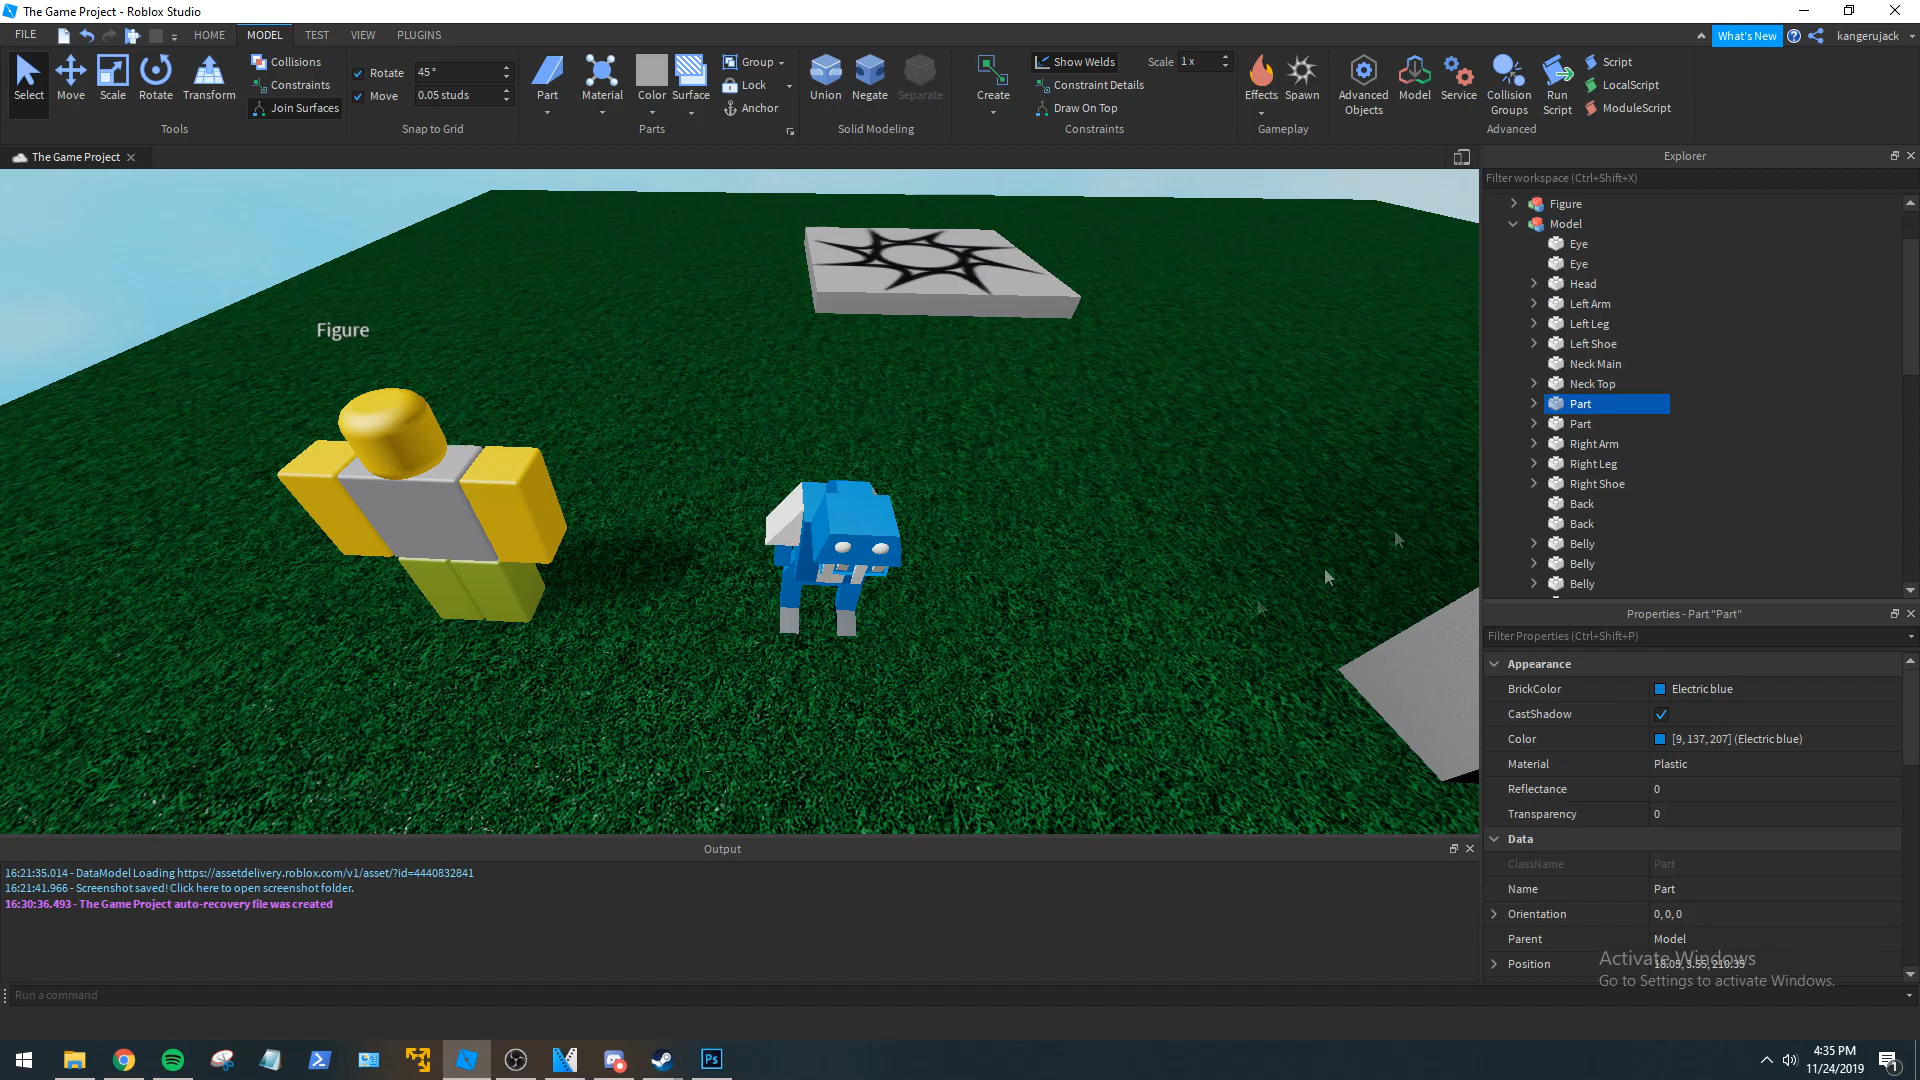 The Game Project - Roblox Studio
FILE
HOME
MODEL
TEST
VIEW
PLUGINS
What's New
kangerujack
Select
Move
Scale
Rotate
Transform
Collisions
Constraints
Join Surfaces
Tools
Rotate
45 °
Move
0.05 studs
Snap to Grid
Part
Material
Color
Surface
Group
Lock
Anchor
Parts
Union
Negate
Separate
Solid Modeling
Create
Show Welds
Constraint Details
Draw On Top
Scale
1 x
Constraints
Effects
Spawn
Gameplay
Advanced Objects
Model
Service
Collision Groups
Run Script
Script
LocalScript
ModuleScript
Advanced
The Game Project
Figure
Explorer
Filter workspace (Ctrl+Shift+X)
Figure
Model
Eye
Eye
Head
Left Arm
Left Leg
Left Shoe
Neck Main
Neck Top
Part
Part
Right Arm
Right Leg
Right Shoe
Back
Back
Belly
Belly
Belly
Properties - Part "Part"
Filter Properties (Ctrl+Shift+P)
Appearance
BrickColor
Electric blue
CastShadow
Color
[9, 137, 207] (Electric blue)
Material
Plastic
Reflectance
0
Transparency
0
Data
ClassName
Part
Name
Part
Orientation
0, 0, 0
Parent
Model
Position
18.05, 3.55, 210.35
Activate Windows
Go to Settings to activate Windows.
Output
16:21:35.014 - DataModel Loading https://assetdelivery.roblox.com/v1/asset/?id=4440832841
16:21:41.966 - Screenshot saved! Click here to open screenshot folder.
16:30:36.493 - The Game Project auto-recovery file was created
Run a command
Ps
4:35 PM
11/24/2019
1